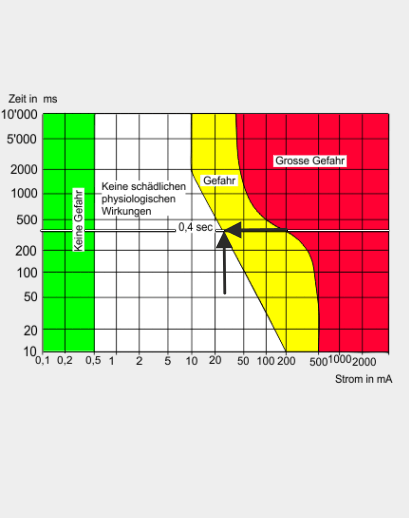 Zeit in ms
10'000
5'000
2000
1000
500
200
100
50
20
10
Keine Gefahr
Keine schädlichen
physiologischen
Wirkungen
Gefahr
Grosse Gefahr
0,4 sec
0,1 0,2 0,5 1 2 5 10 20 50 100 200 500 1000 2000
Strom in mA